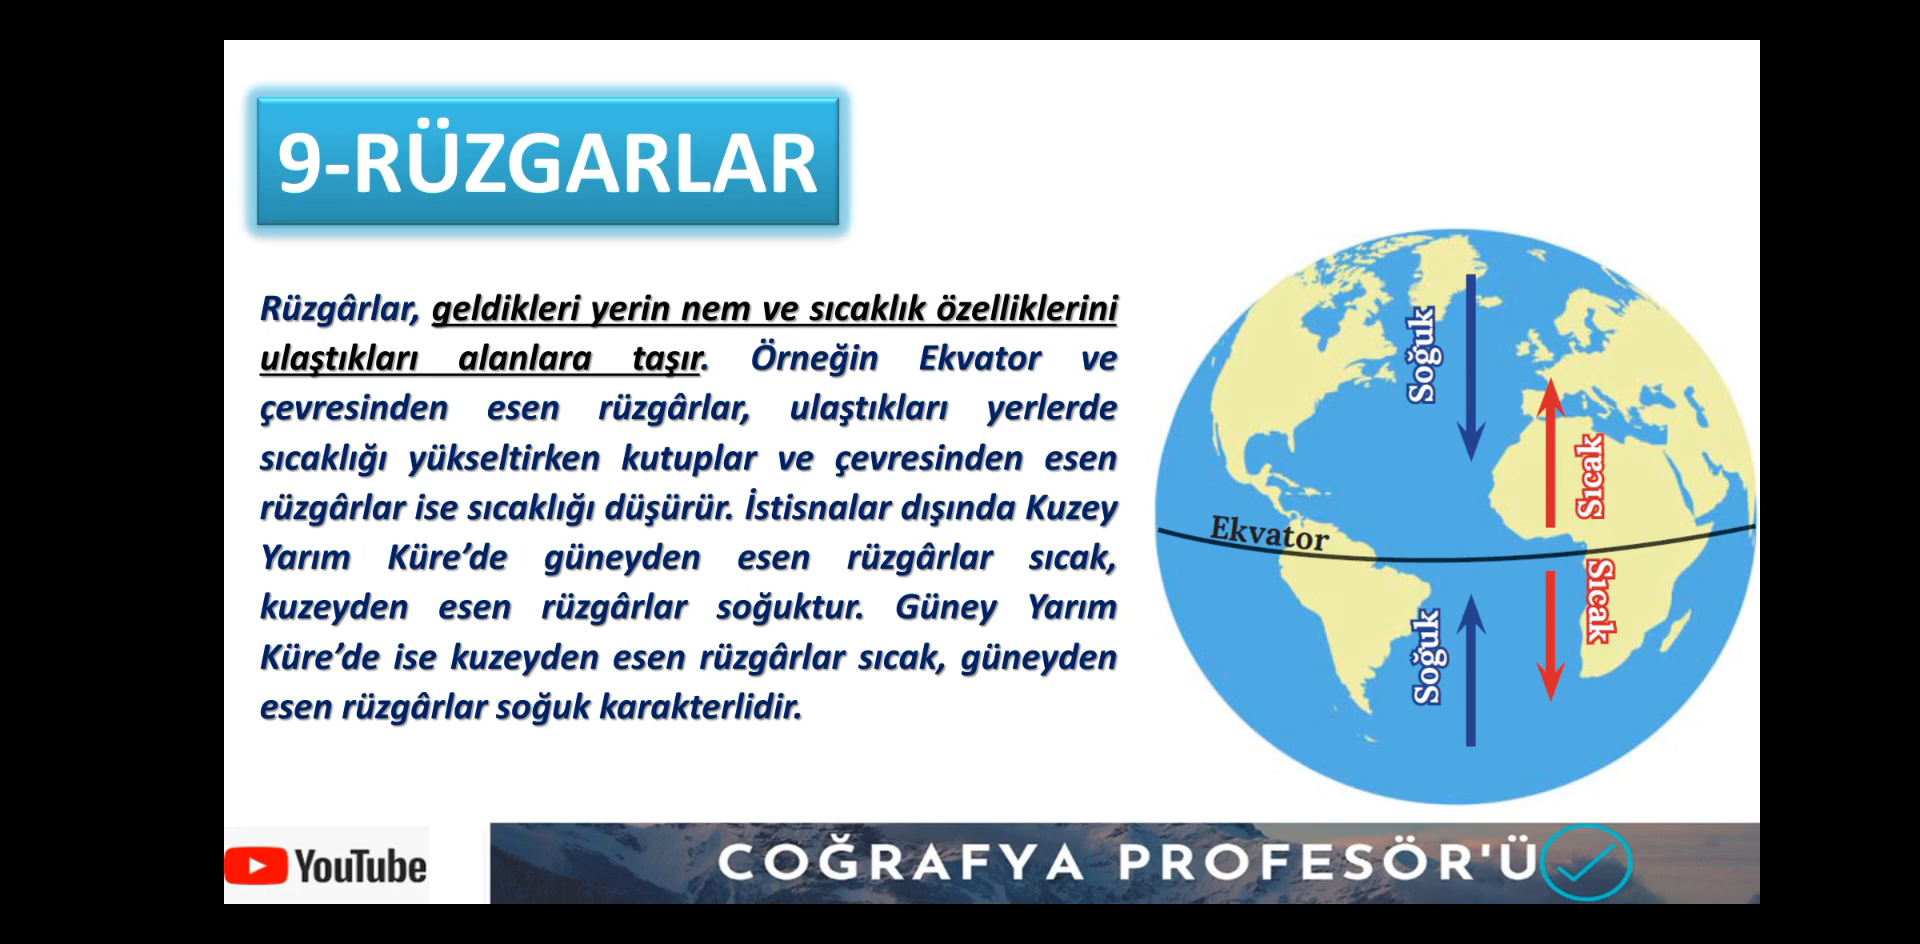 9-RÜZGARLAR
Rüzgârlar, geldikleri yerin nem ve sıcaklık özelliklerini
ulaştıkları alanlara taşır. Örneğin Ekvator ve
çevresinden esen rüzgârlar, ulaştıkları yerlerde
sıcaklığı yükseltirken kutuplar ve çevresinden esen
rüzgârlar ise sıcaklığı düşürür. İstisnalar dışında Kuzey
Yarım Küre’de güneyden esen rüzgârlar sıcak,
kuzeyden esen rüzgârlar soğuktur. Güney Yarım
Küre’de ise kuzeyden esen rüzgârlar sıcak, güneyden
esen rüzgârlar soğuk karakterlidir.
Soğuk
Sıcak
Ekvator
Sıcak
Soğuk
YouTube
COĞRAFYA PROFESÖR'Ü